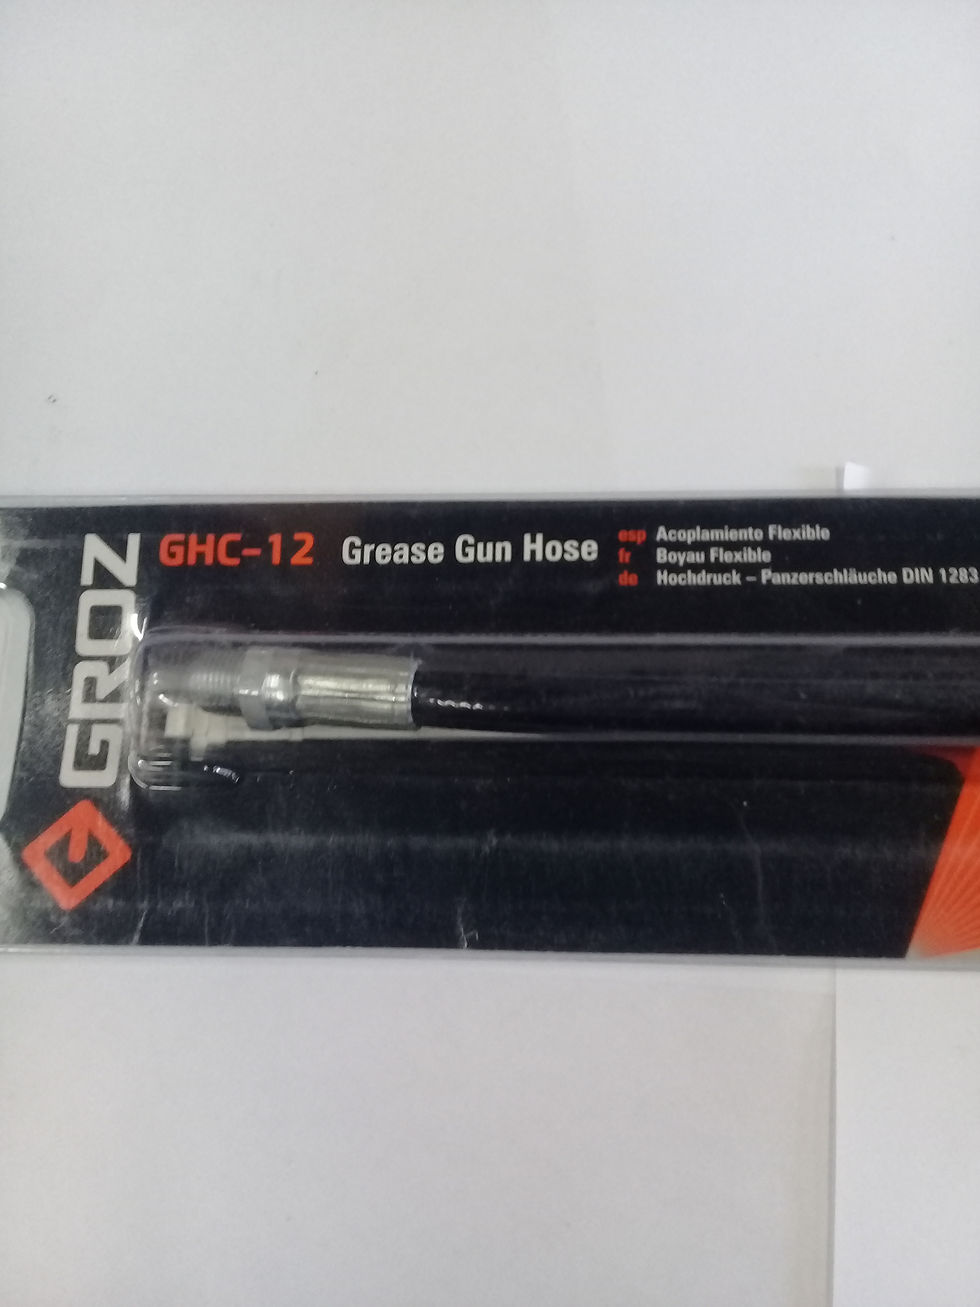 GROZ
GHC-12 Grease Gun Hose
esp Acoplamiento Flexible
fr Boyau Flexible
de Hochdruck – Panzerschläuche DIN 1283